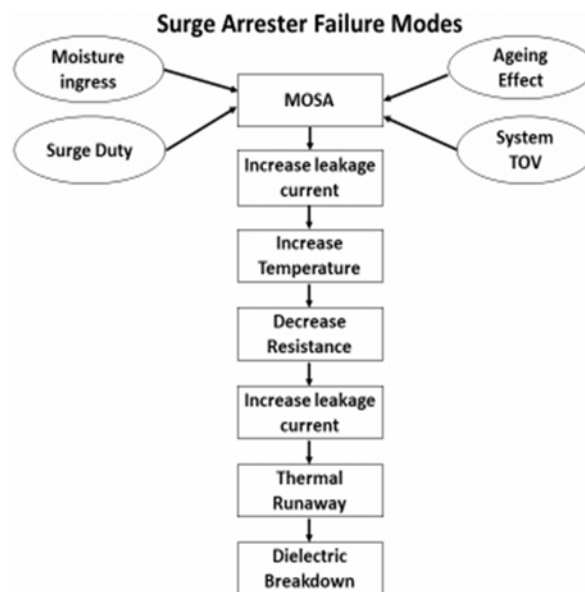 Surge Arrester Failure Modes
Moisture
ingress
Ageing
Effect
MOSA
Surge Duty
System
TOV
Increase leakage
current
Increase
Temperature
Decrease
Resistance
Increase leakage
current
Thermal
Runaway
Dielectric
Breakdown